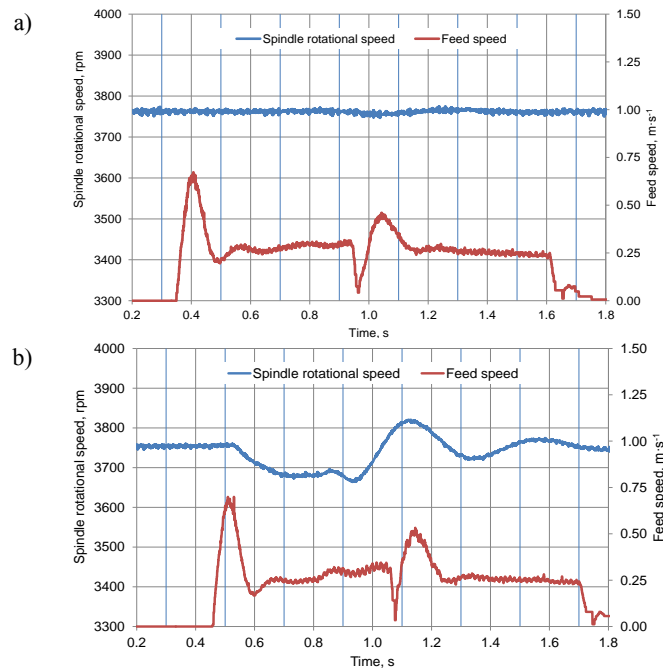 a)
4000
3900
3800
3700
3600
3500
3400
3300
Spindle rotational speed, rpm
Spindle rotational speed
Feed speed
1.50
1.25
1.00
0.75
0.50
0.25
0.00
Feed speed, m·s⁻¹
0.2 0.4 0.6 0.8 1.0 1.2 1.4 1.6 1.8
Time, s
b)
4000
3900
3800
3700
3600
3500
3400
3300
Spindle rotational speed, rpm
Spindle rotational speed
Feed speed
1.50
1.25
1.00
0.75
0.50
0.25
0.00
Feed speed, m·s⁻¹
0.2 0.4 0.6 0.8 1.0 1.2 1.4 1.6 1.8
Time, s